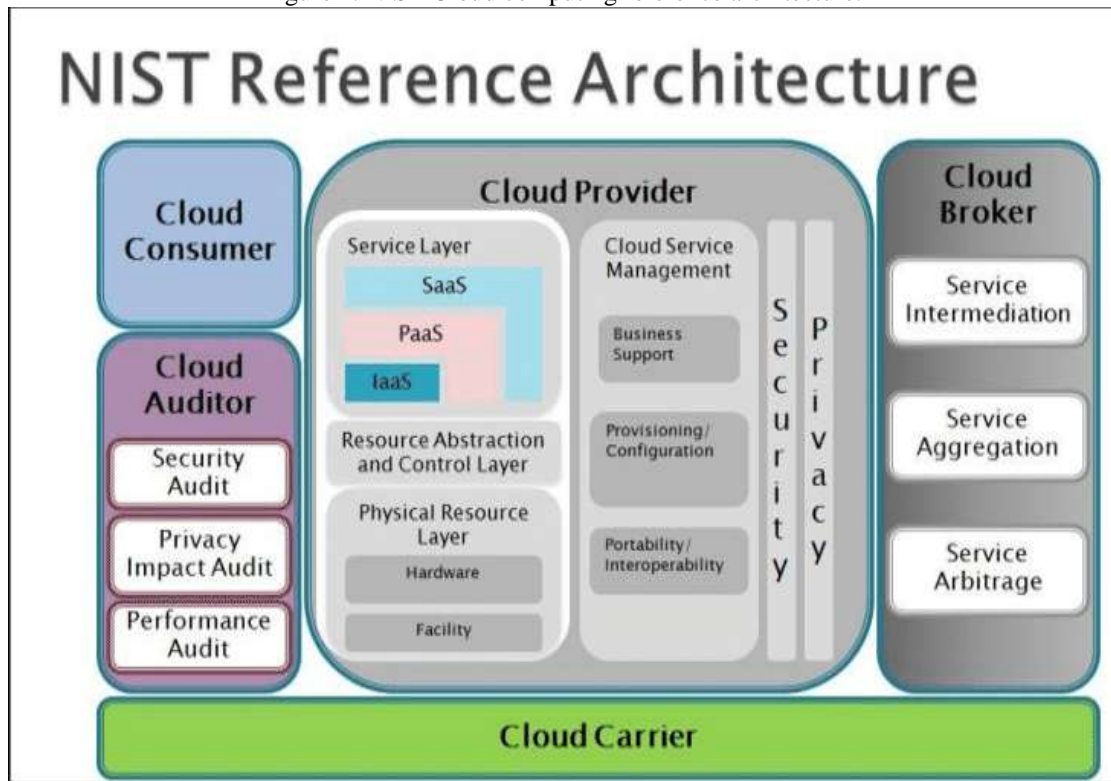 NIST Reference Architecture
Cloud
Consumer
Cloud
Auditor
Security
Audit
Privacy
Impact Audit
Performance
Audit
Cloud Provider
Service Layer
SaaS
PaaS
IaaS
Resource Abstraction
and Control Layer
Physical Resource
Layer
Hardware
Facility
Cloud Service
Management
Business
Support
Provisioning/
Configuration
Portability/
Interoperability
Security
Privacy
Cloud
Broker
Service
Intermediation
Service
Aggregation
Service
Arbitrage
Cloud Carrier